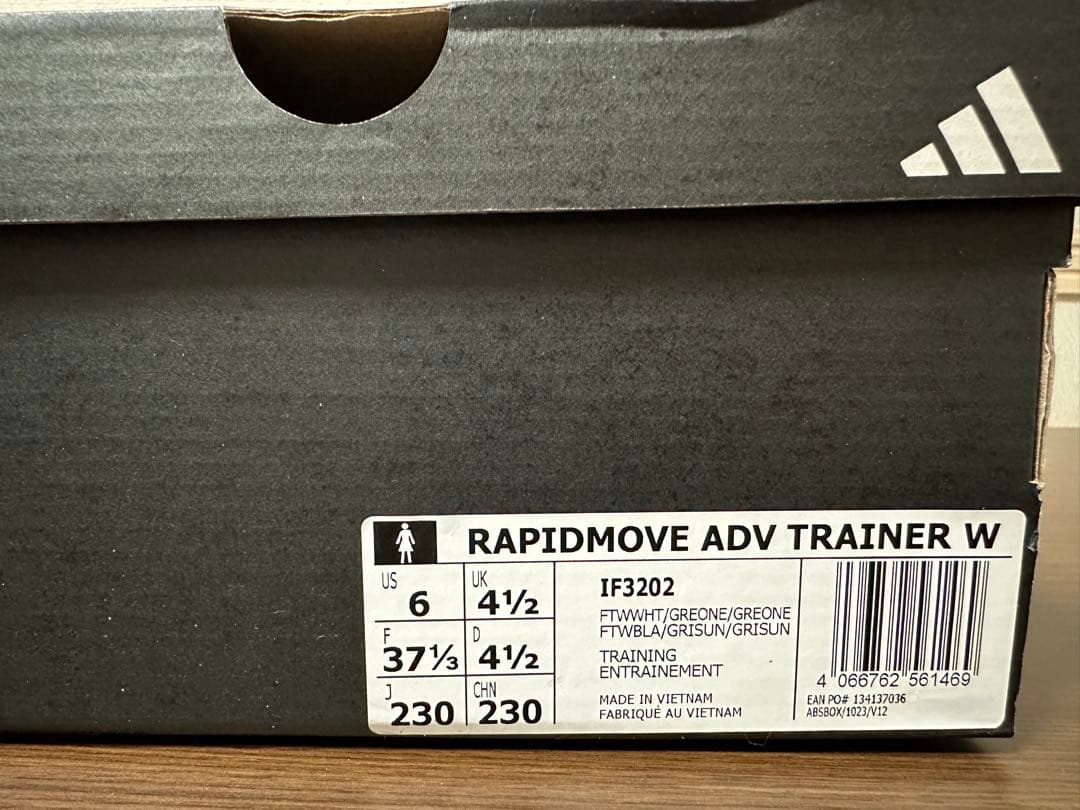 RAPIDMOVE ADV TRAINER W
US
6
UK
4½
F
37⅓
D
4½
J
230
CHN
230
IF3202
FTWWHT/GREONE/GREONE
FTWBLA/GRISUN/GRISUN
TRAINING
ENTRAINEMENT
MADE IN VIETNAM
FABRIQUÉ AU VIETNAM
4 066762 561469
EAN PO# 134137036
ABSBOX/1023/V12